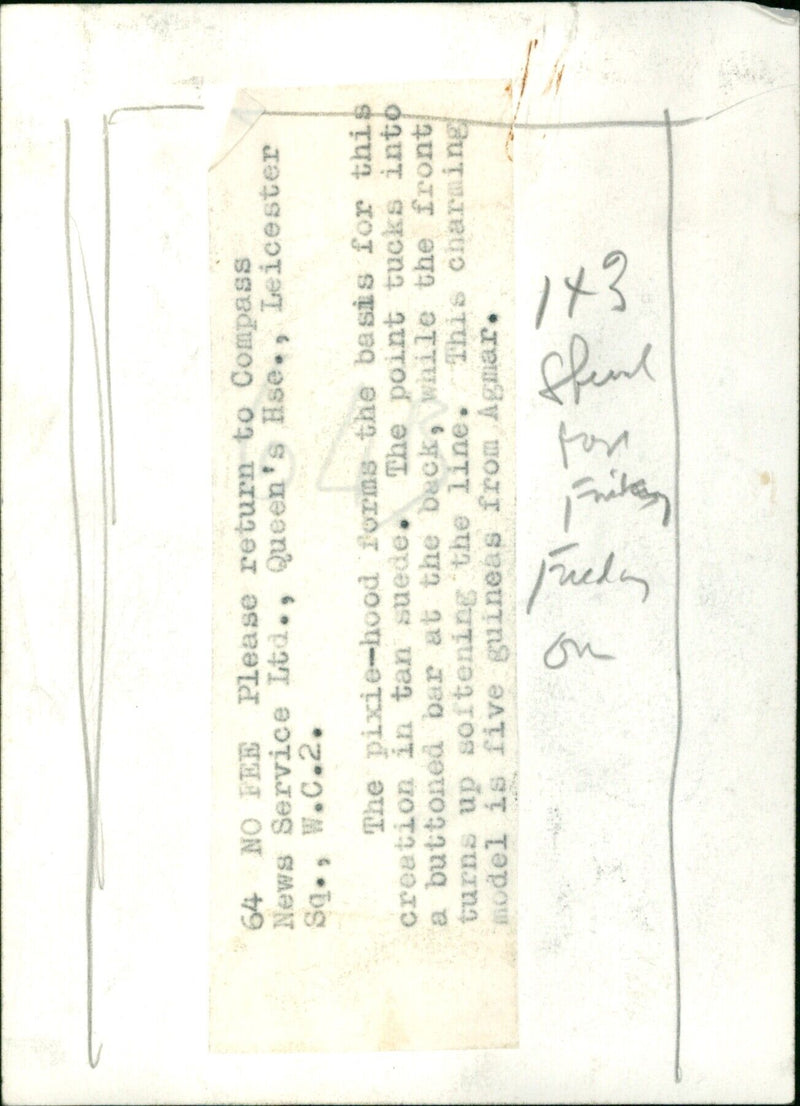 64 NO FEE Please return to Compass
News Service Ltd., Queen's Hse., Leicester
Sq., W.C.2.
The pixie-hood forms the basis for this
creation in tan suede. The point tucks into
a buttoned bar at the back, while the front
turns up softening the line. This charming
model is five guineas from Agmar.
for
Friday
Friday
on